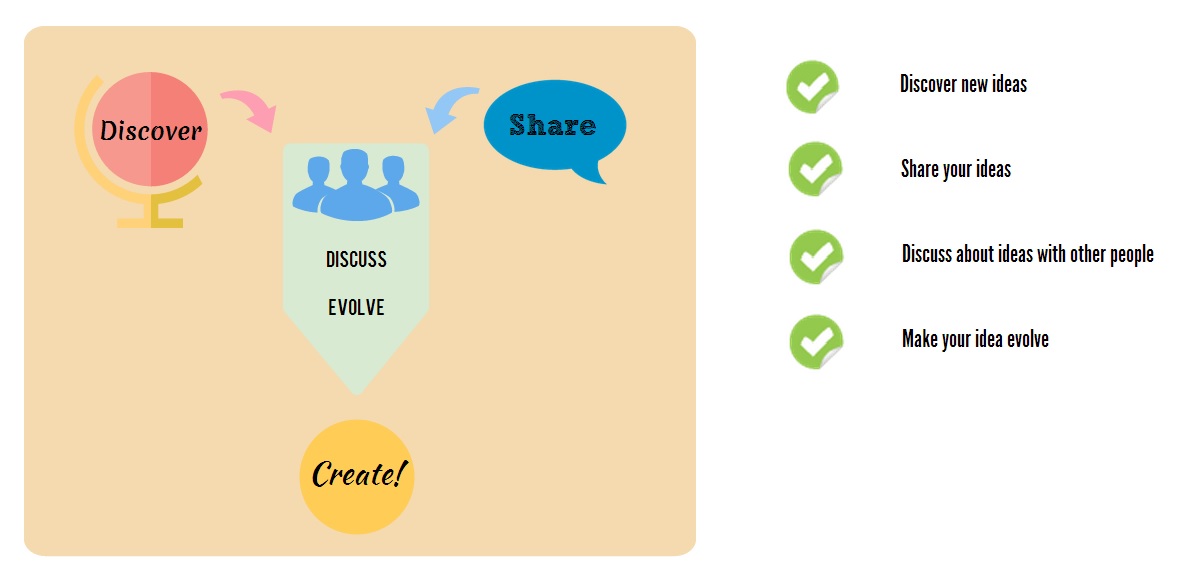 Discover
Share
DISCUSS
EVOLVE
Create!
Discover new ideas
Share your ideas
Discuss about ideas with other people
Make your idea evolve